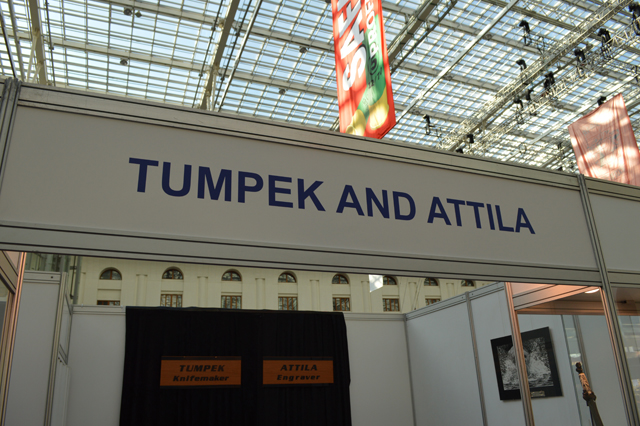 TUMPEK AND ATTILA
TUMPEK
Knifemaker
ATTILA
Engraver